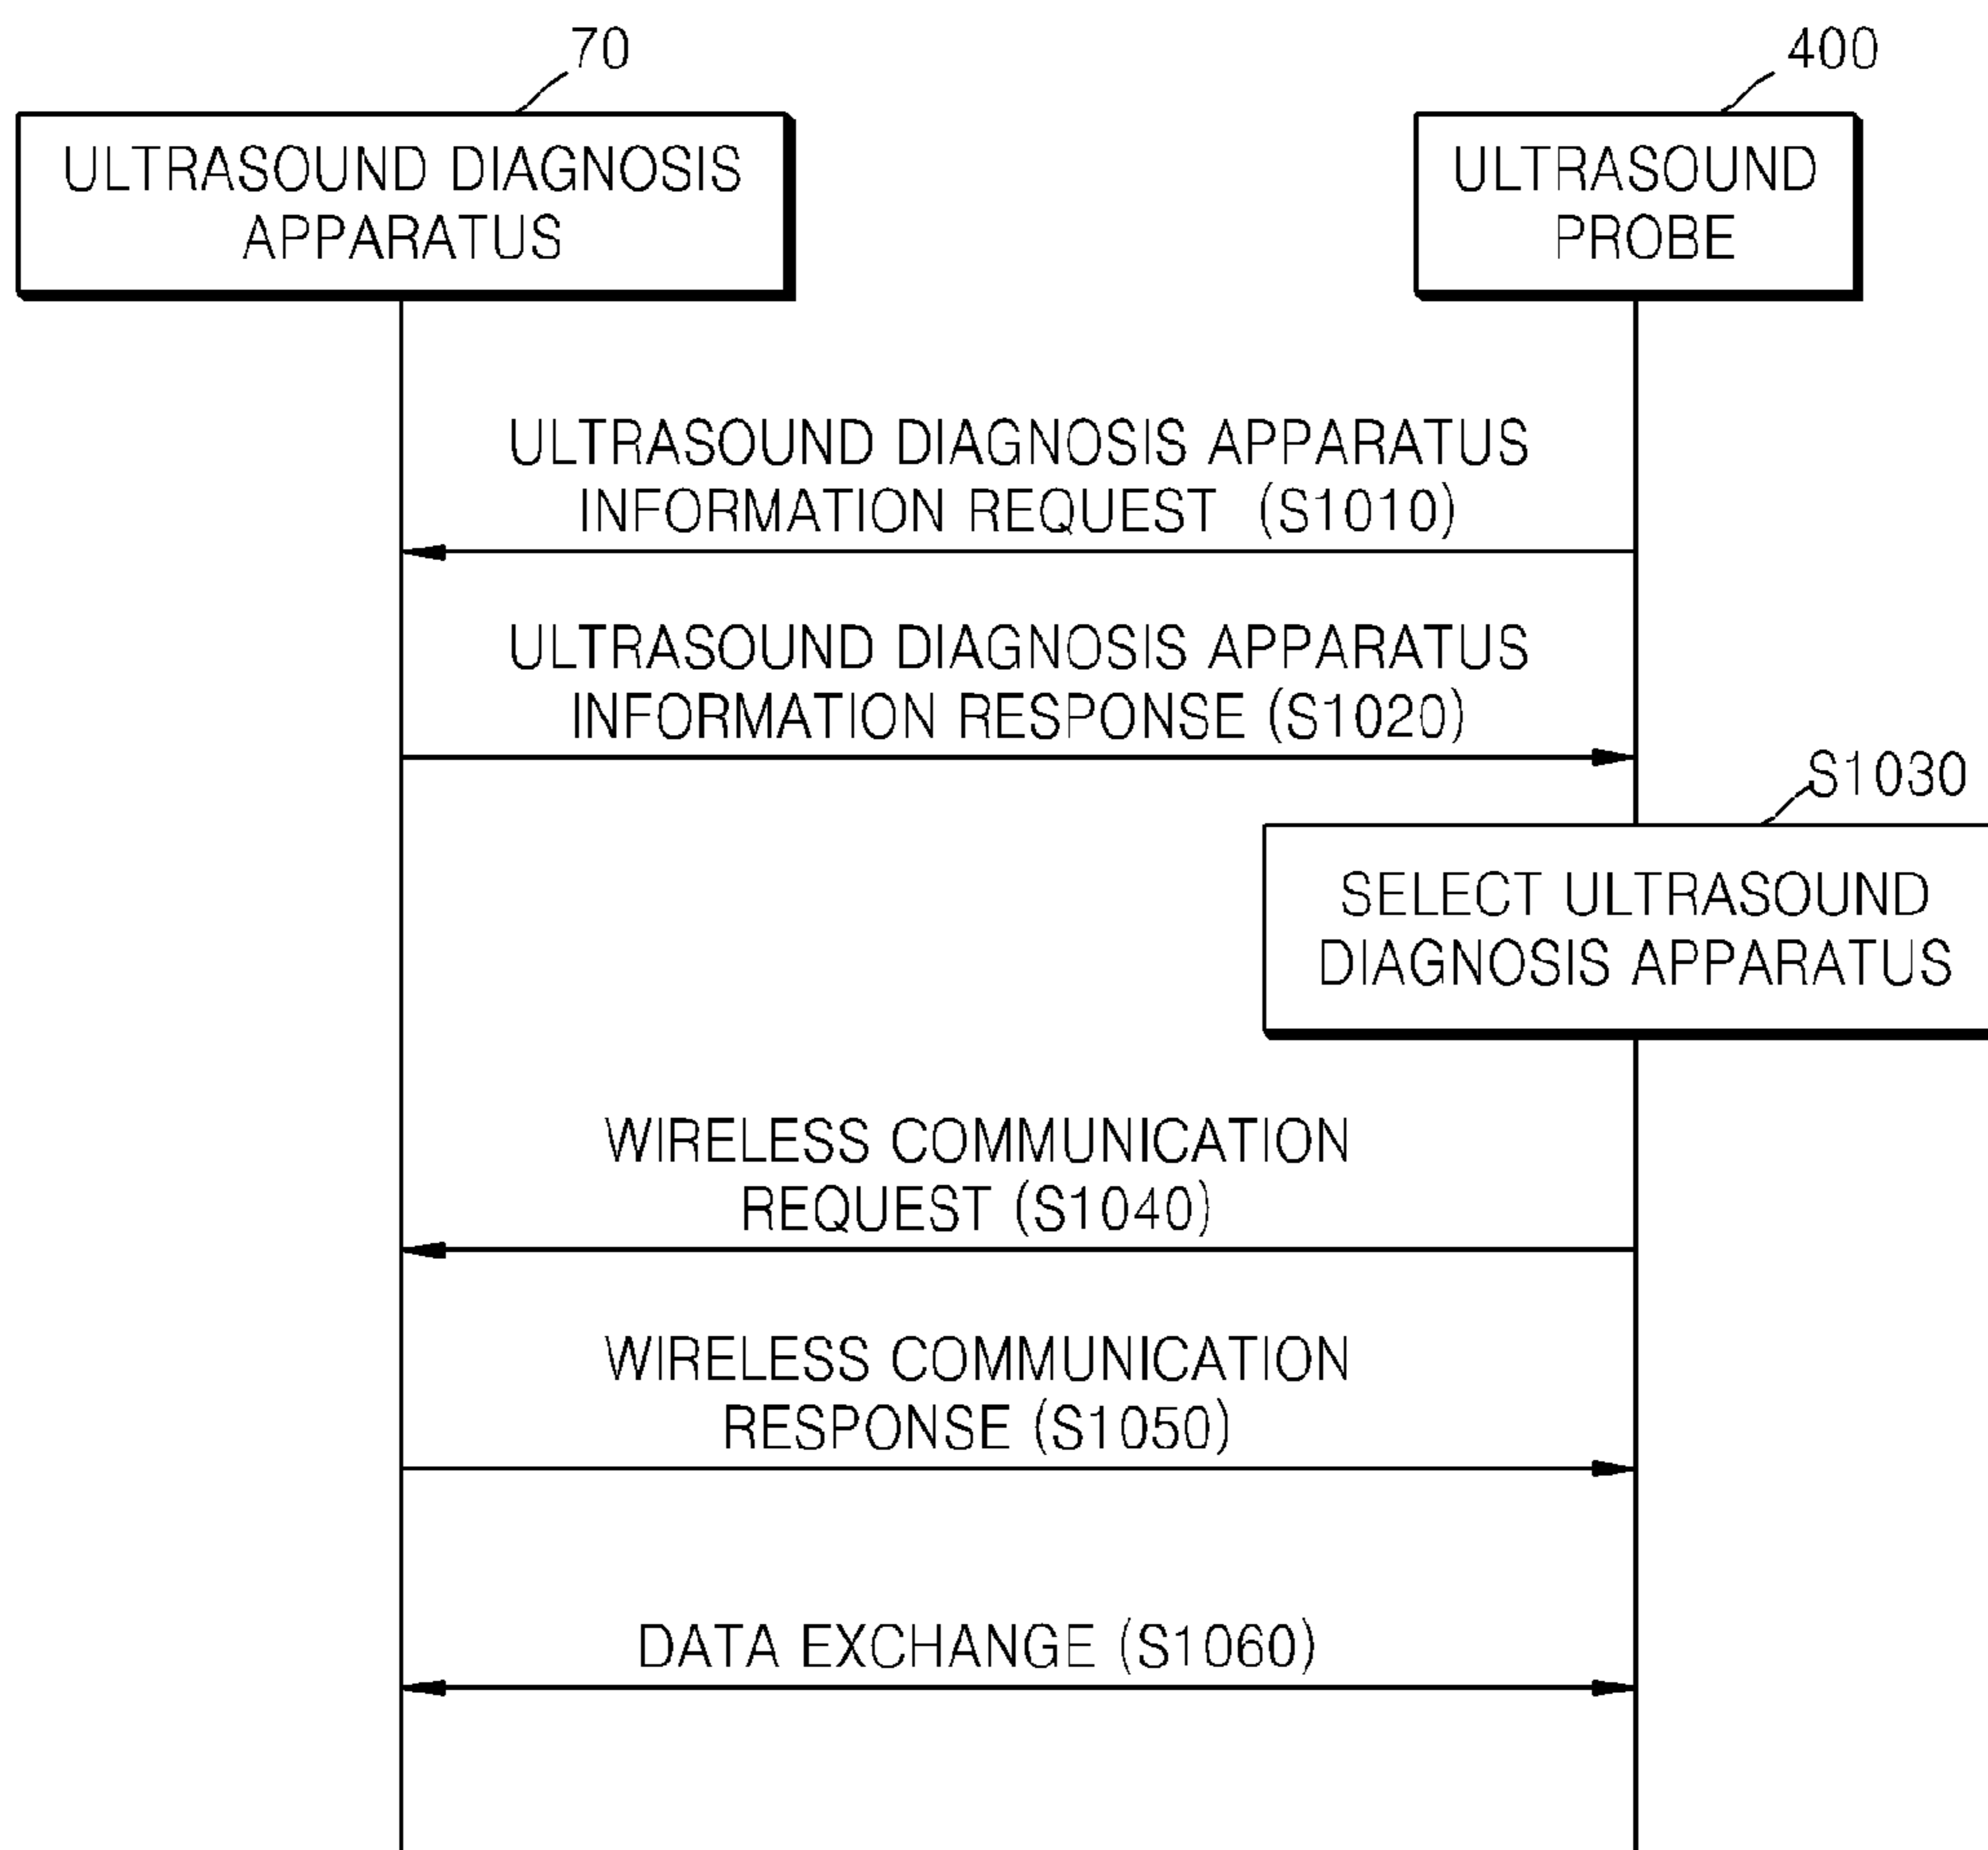 70
400
ULTRASOUND DIAGNOSIS
APPARATUS
ULTRASOUND
PROBE
ULTRASOUND DIAGNOSIS APPARATUS
INFORMATION REQUEST (S1010)
ULTRASOUND DIAGNOSIS APPARATUS
INFORMATION RESPONSE (S1020)
S1030
SELECT ULTRASOUND
DIAGNOSIS APPARATUS
WIRELESS COMMUNICATION
REQUEST (S1040)
WIRELESS COMMUNICATION
RESPONSE (S1050)
DATA EXCHANGE (S1060)